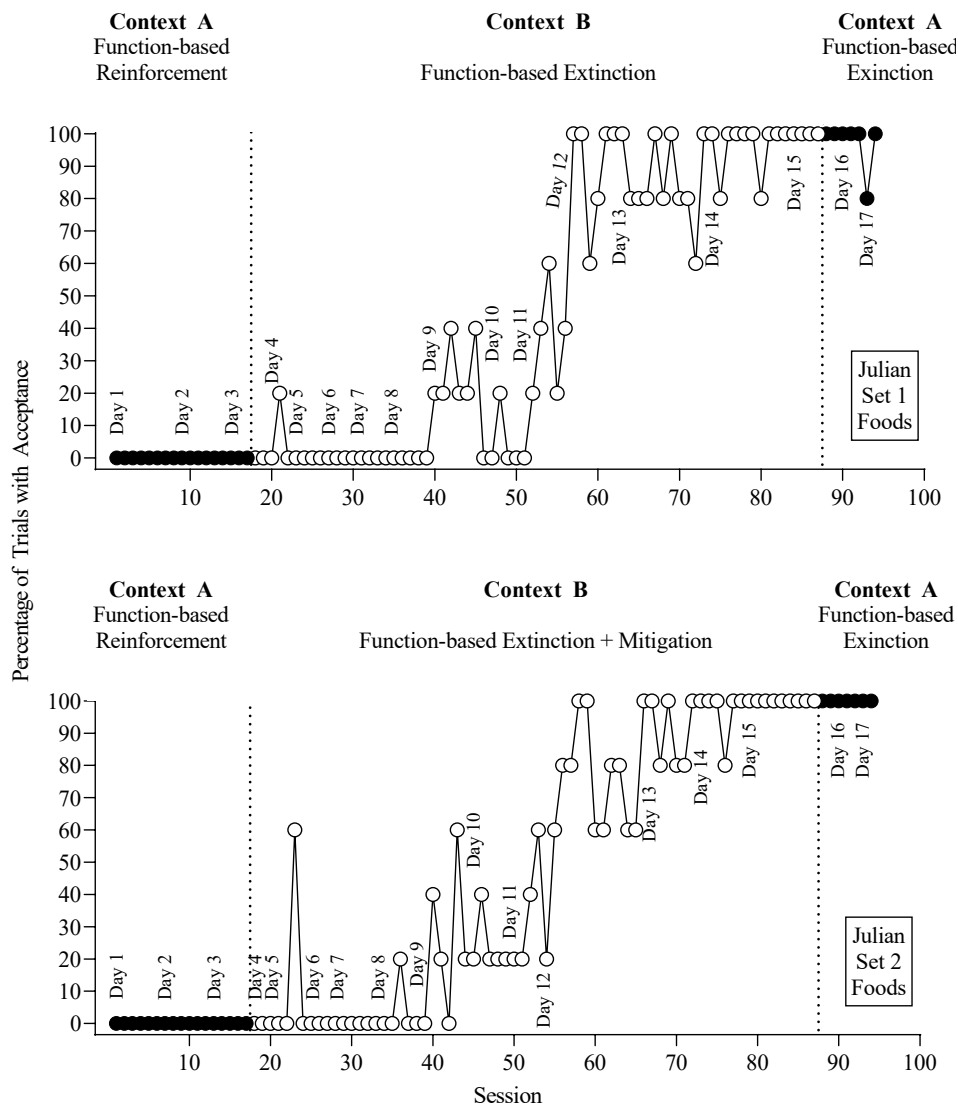 Context A
Function-based
Reinforcement
Context B
Function-based Extinction
Context A
Function-based
Exinction
100
90
80
70
60
50
40
30
20
10
0
Day 1
Day 2
Day 3
Day 4
Day 5
Day 6
Day 7
Day 8
Day 9
Day 10
Day 11
Day 12
Day 13
Day 14
Day 15
Day 16
Day 17
Julian
Set 1
Foods
10
20
30
40
50
60
70
80
90
100
Percentage of Trials with Acceptance
Context A
Function-based
Reinforcement
Context B
Function-based Extinction + Mitigation
Context A
Function-based
Exinction
100
90
80
70
60
50
40
30
20
10
0
Day 1
Day 2
Day 3
Day 4
Day 5
Day 6
Day 7
Day 8
Day 9
Day 10
Day 11
Day 12
Day 13
Day 14
Day 15
Day 16
Day 17
Julian
Set 2
Foods
10
20
30
40
50
60
70
80
90
100
Session